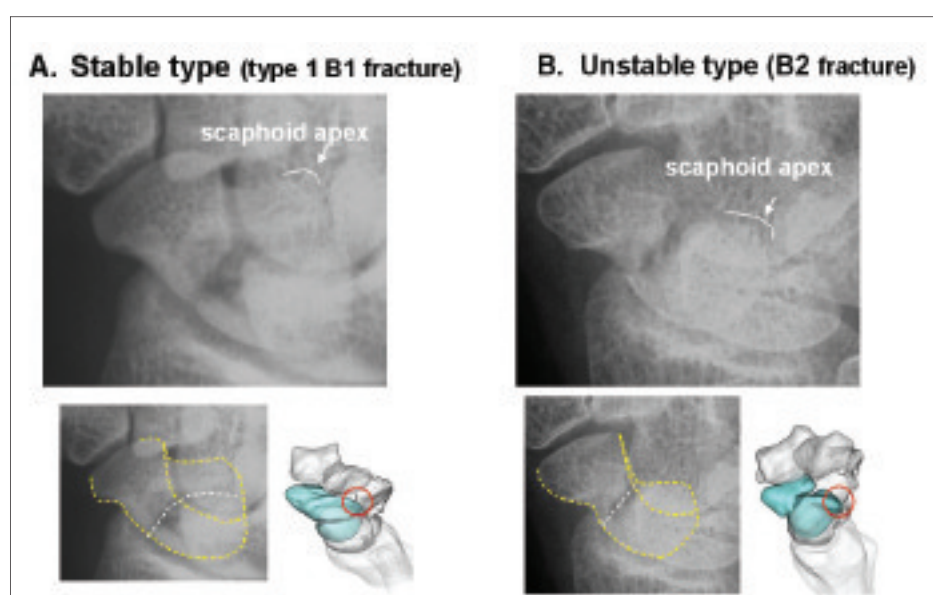 A. Stable type (type 1 B1 fracture)
B. Unstable type (B2 fracture)
scaphoid apex
scaphoid apex